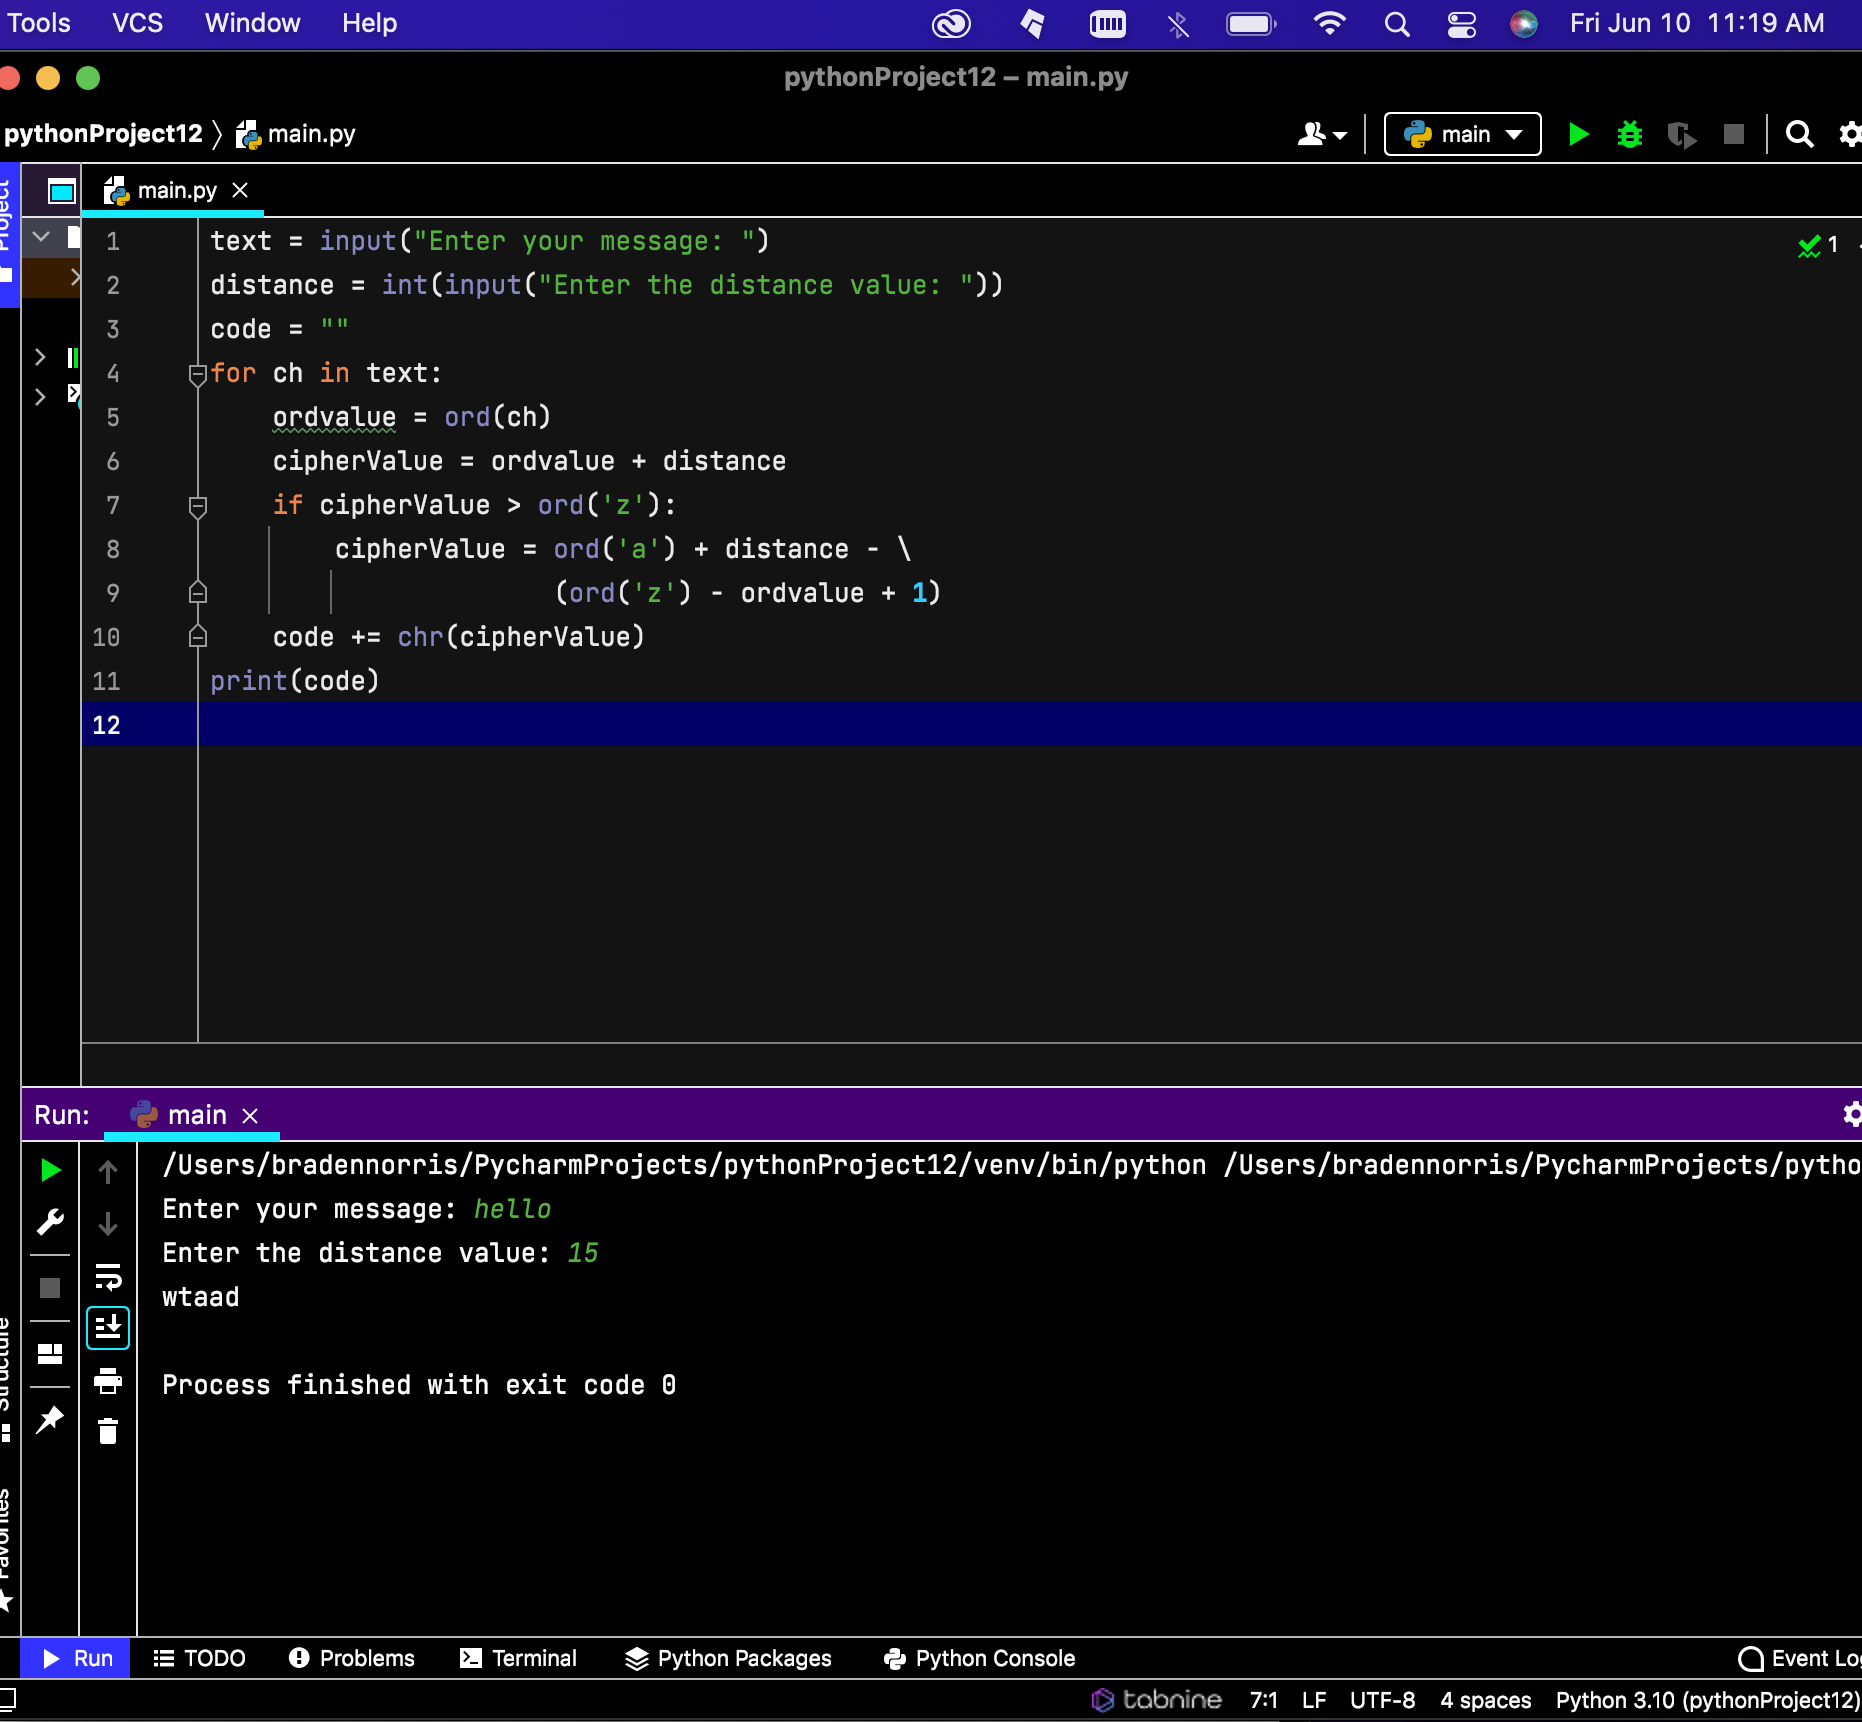 Tools VCS Window Help Fri Jun 10 11:19 AM
pythonProject12 – main.py
pythonProject12 main.py main
Project
main.py 1
1 text = input("Enter your message: ")
2 distance = int(input("Enter the distance value: "))
3 code = ""
4 for ch in text:
5 ordvalue = ord(ch)
6 cipherValue = ordvalue + distance
7 if cipherValue > ord('z'):
8 cipherValue = ord('a') + distance - \
9 (ord('z') - ordvalue + 1)
10 code += chr(cipherValue)
11 print(code)
12
Run: main
/Users/bradennorris/PycharmProjects/pythonProject12/venv/bin/python /Users/bradennorris/PycharmProjects/pytho
Enter your message: hello
Enter the distance value: 15
wtaad
Process finished with exit code 0
Structure
Favorites
Run TODO Problems Terminal Python Packages Python Console Event Log
tabnine 7:1 LF UTF-8 4 spaces Python 3.10 (pythonProject12)